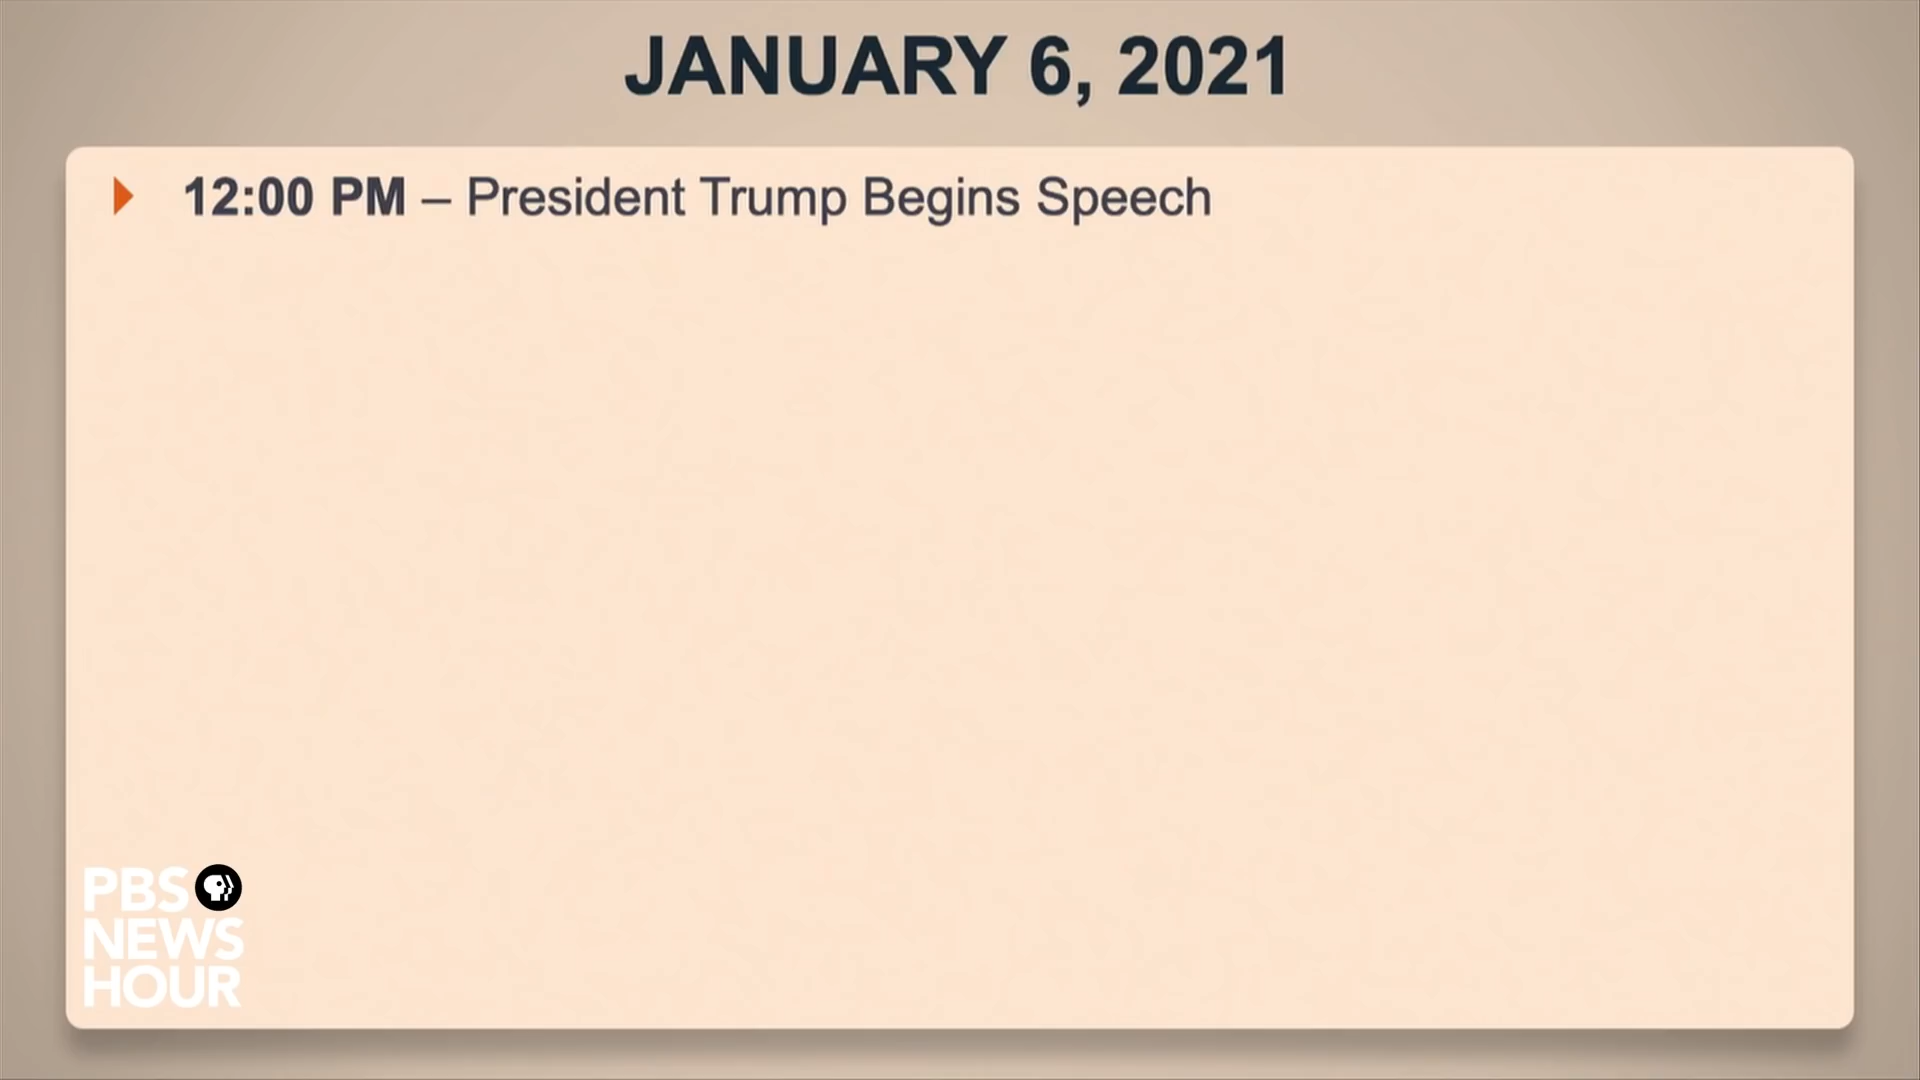 JANUARY 6, 2021
12:00 PM – President Trump Begins Speech
PBS
NEWS
HOUR